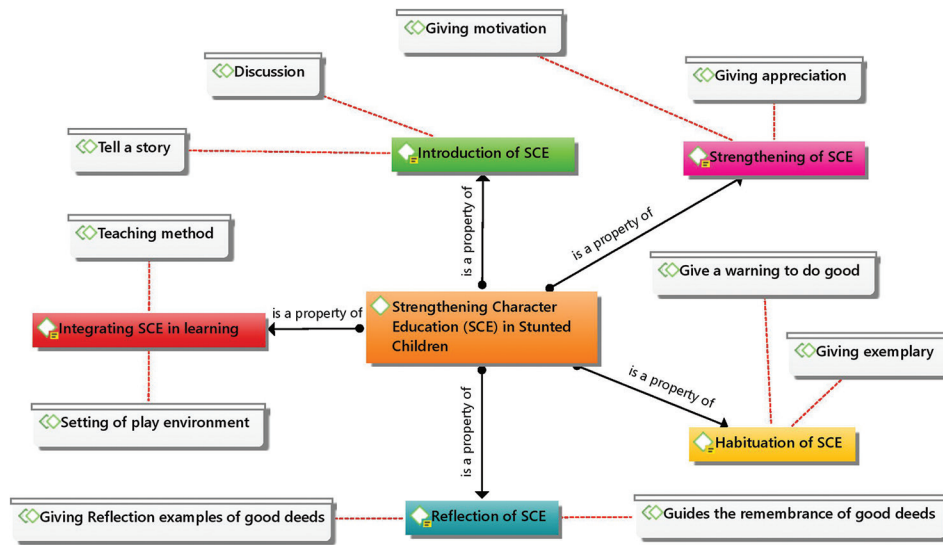 Giving motivation
Discussion
Giving appreciation
Tell a story
Introduction of SCE
Strengthening of SCE
is a property of
is a property of
Teaching method
Give a warning to do good
Integrating SCE in learning
is a property of
Strengthening Character
Education (SCE) in Stunted
Children
Giving exemplary
is a property of
is a property of
Setting of play environment
Habituation of SCE
Giving Reflection examples of good deeds
Reflection of SCE
Guides the remembrance of good deeds